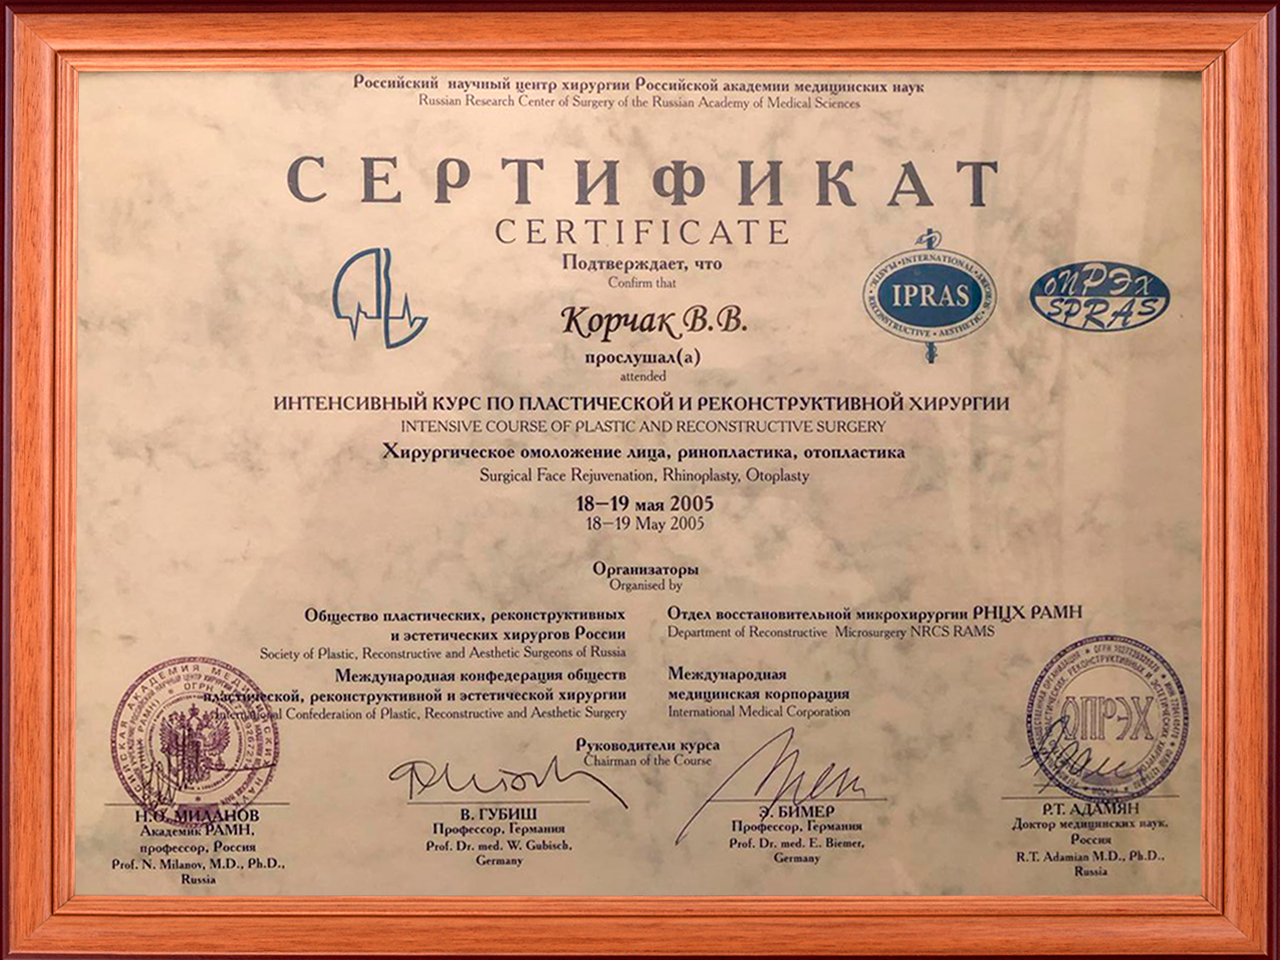 Российский научный центр хирургии Российской академии медицинских наук
Russian Research Center of Surgery of the Russian Academy of Medical Sciences
СЕРТИФИКАТ
CERTIFICATE
Подтверждает, что
Confirm that
INTERNATIONAL
IPRAS
RECONSTRUCTIVE • AESTHETIC
ОПРЭХ
SPRAS
Корчак В.В.
прослушал(а)
attended
ИНТЕНСИВНЫЙ КУРС ПО ПЛАСТИЧЕСКОЙ И РЕКОНСТРУКТИВНОЙ ХИРУРГИИ
INTENSIVE COURSE OF PLASTIC AND RECONSTRUCTIVE SURGERY
Хирургическое омоложение лица, ринопластика, отопластика
Surgical Face Rejuvenation, Rhinoplasty, Otoplasty
18–19 мая 2005
18–19 May 2005
Организаторы
Organised by
Общество пластических, реконструктивных
и эстетических хирургов России
Society of Plastic, Reconstructive and Aesthetic Surgeons of Russia
Международная конфедерация обществ
пластической, реконструктивной и эстетической хирургии
International Confederation of Plastic, Reconstructive and Aesthetic Surgery
Отдел восстановительной микрохирургии РНЦХ РАМН
Department of Reconstructive Microsurgery NRCS RAMS
Международная
медицинская корпорация
International Medical Corporation
Руководители курса
Chairman of the Course
ОПРЭХ
Н.О. МИЛАНОВ
Академик РАМН,
профессор, Россия
Prof. N. Milanov, M.D., Ph.D.,
Russia
В. ГУБИШ
Профессор, Германия
Prof. Dr. med. W. Gubisch,
Germany
Э. БИМЕР
Профессор, Германия
Prof. Dr. med. E. Biemer,
Germany
Р.Т. АДАМЯН
Доктор медицинских наук,
Россия
R.T. Adamian M.D., Ph.D.,
Russia